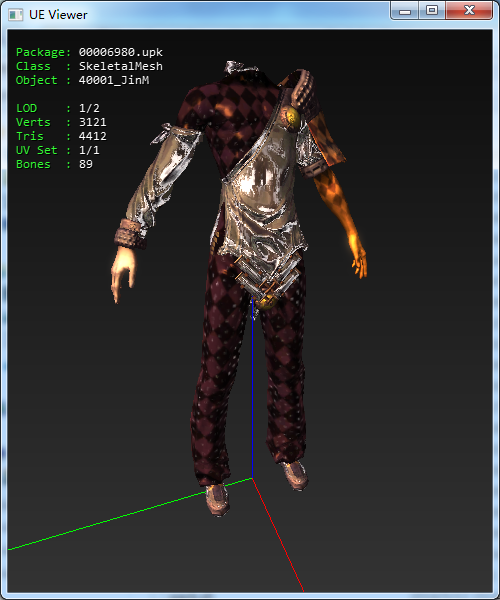 UE Viewer
Package: 00006980.upk
Class : SkeletalMesh
Object : 40001_JinM
LOD : 1/2
Verts : 3121
Tris : 4412
UV Set : 1/1
Bones : 89